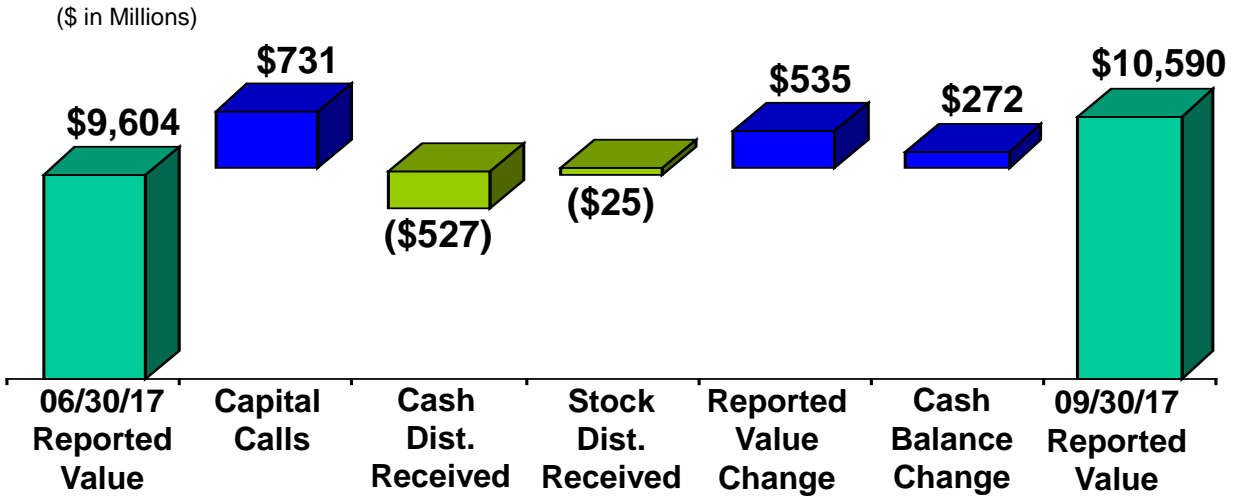 ($ in Millions)
$9,604
$731
($527)
($25)
$535
$272
$10,590
06/30/17
Reported
Value
Capital
Calls
Cash
Dist.
Received
Stock
Dist.
Received
Reported
Value
Change
Cash
Balance
Change
09/30/17
Reported
Value